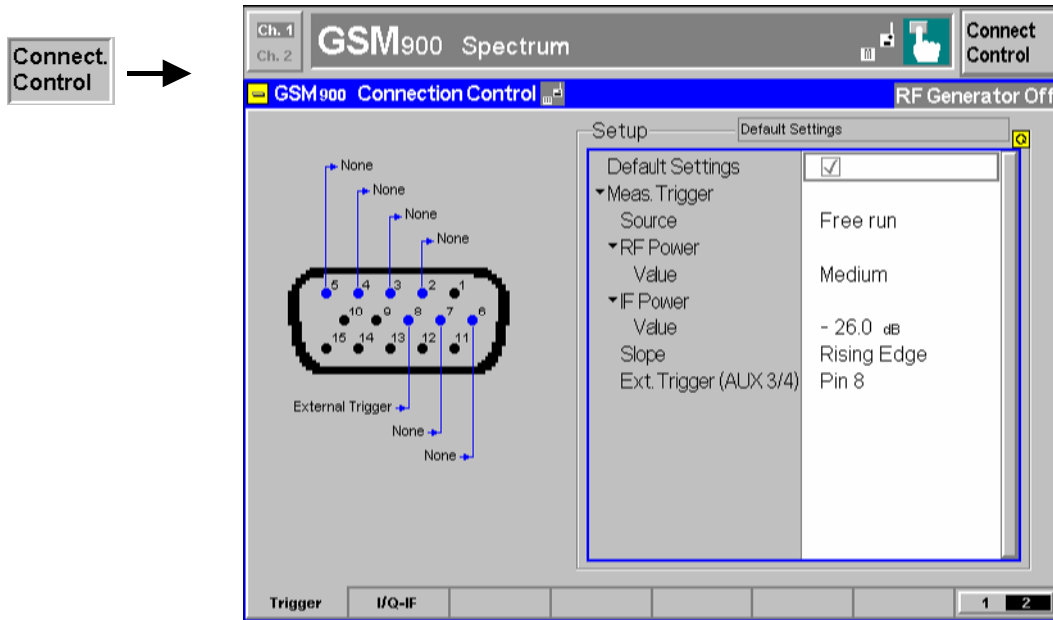 Connect.
Control
Ch. 1
Ch. 2
GSM900 Spectrum
Connect
Control
GSM900 Connection Control
RF Generator Off
Setup
Default Settings
None
None
None
None
5 4 3 2 1
10 9 8 7 6
15 14 13 12 11
External Trigger
None
None
Default Settings
Meas. Trigger
Source Free run
RF Power
Value Medium
IF Power
Value - 26.0 dB
Slope Rising Edge
Ext. Trigger (AUX 3/4) Pin 8
Trigger I/Q-IF 1 2